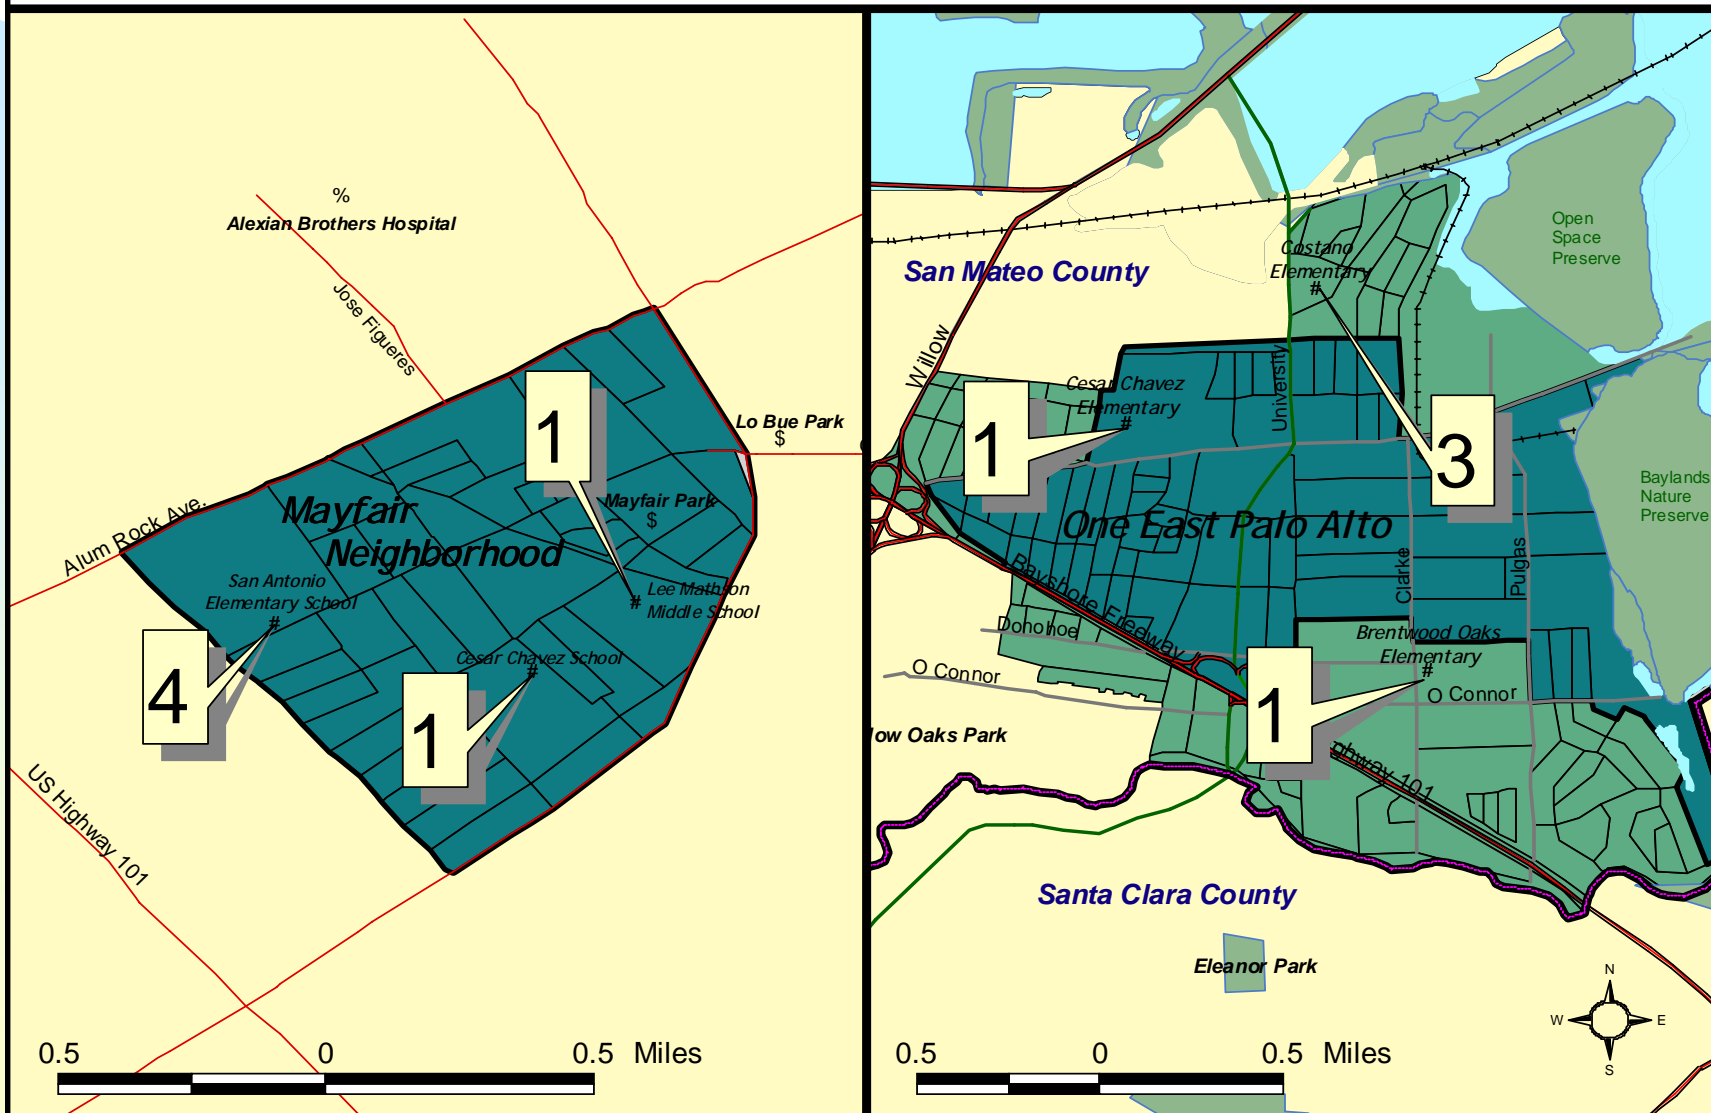 %
Alexian Brothers Hospital
Jose Figueres
Lo Bue Park
$
1
Mayfair Park
$
Mayfair
Neighborhood
Alum Rock Ave.
San Antonio
Elementary School
#
Lee Mathson
Middle School
#
Cesar Chavez School
#
4
1
US Highway 101
0.5 0 0.5 Miles
San Mateo County
Costano
Elementary
#
Open
Space
Preserve
Willow
University
Cesar Chavez
Elementary
#
1
3
Baylands
Nature
Preserve
One East Palo Alto
Clarke
Pulgas
Bayshore Freeway
Donohoe
O Connor
Brentwood Oaks
Elementary
#
O Connor
1
low Oaks Park
ghway 101
Santa Clara County
Eleanor Park
N
W E
S
0.5 0 0.5 Miles